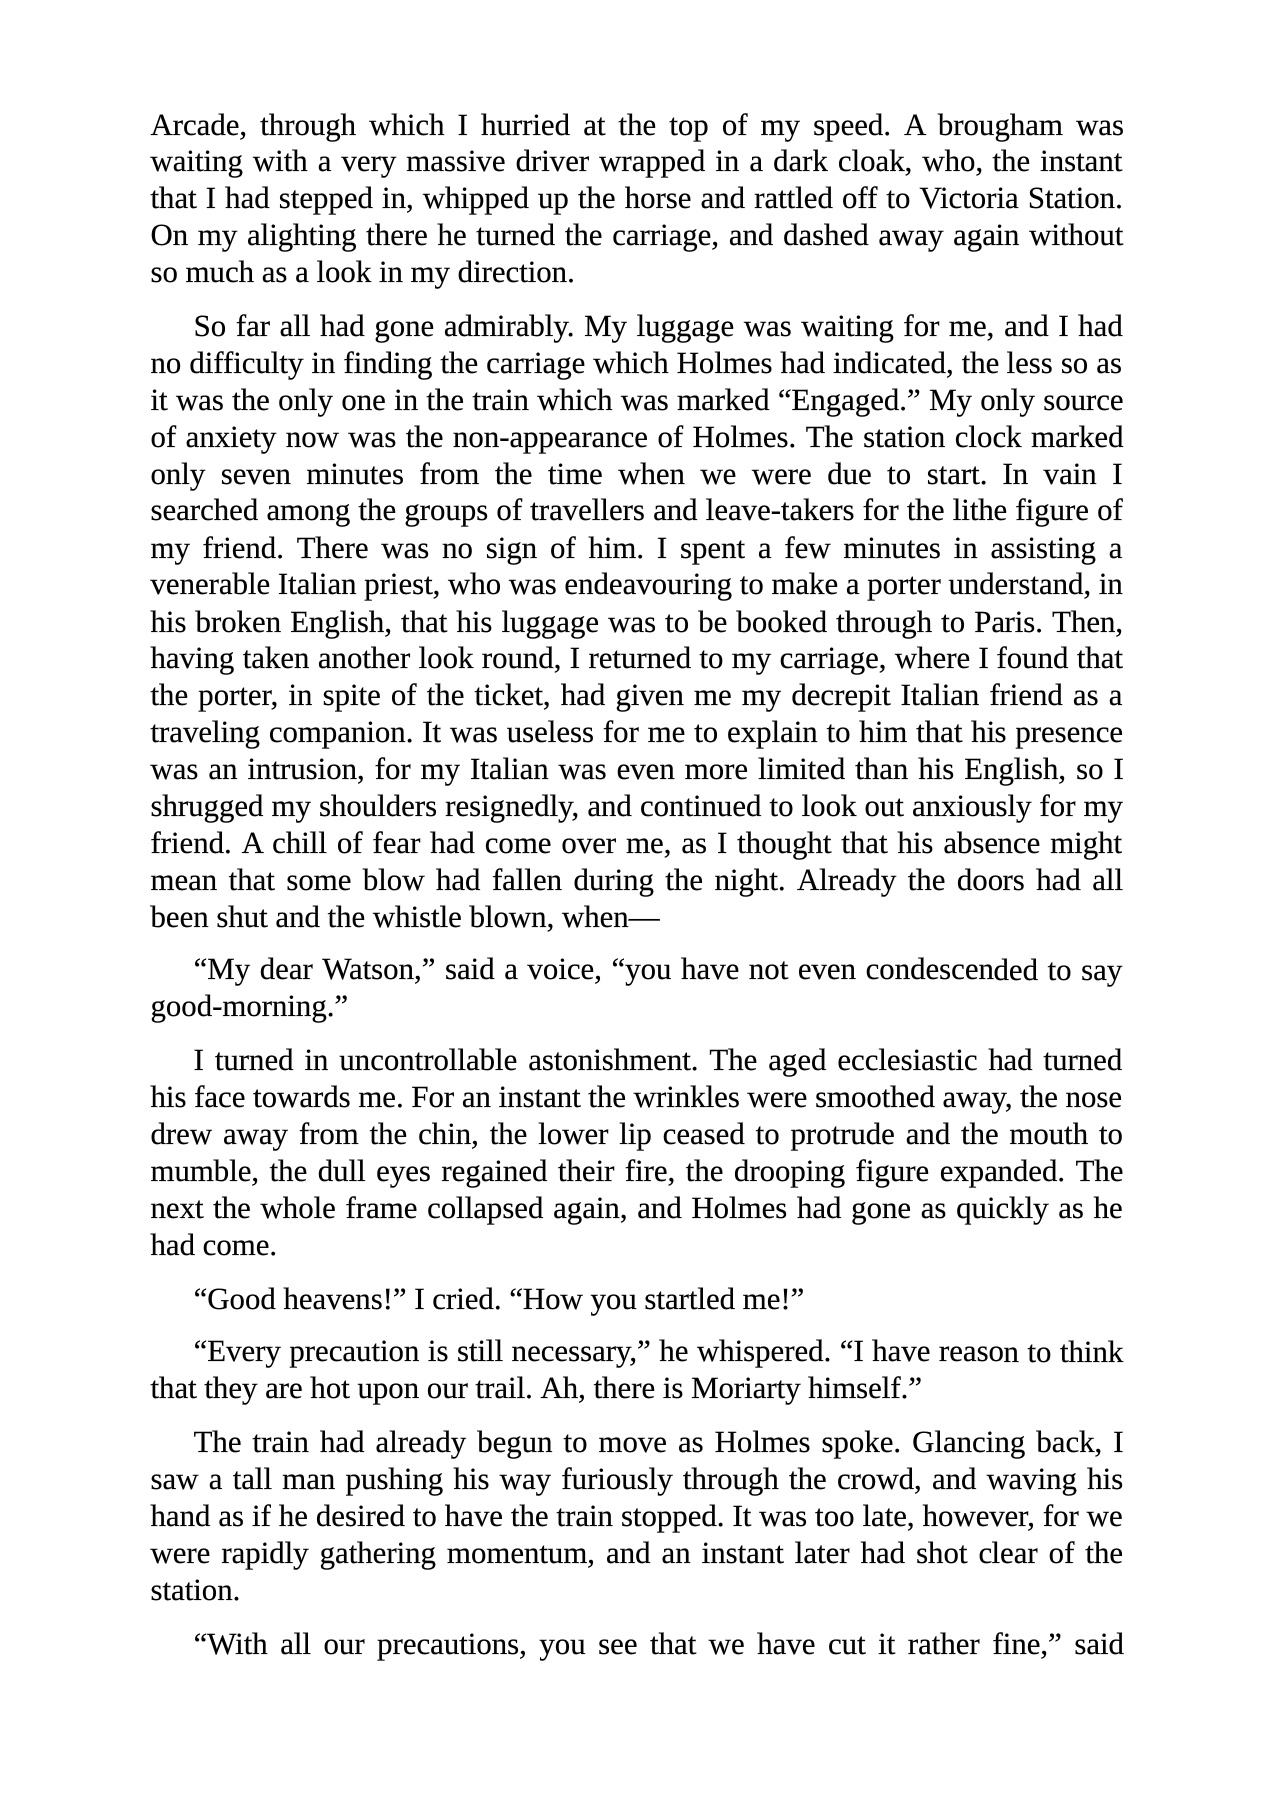 Arcade, through which I hurried at the top of my speed. A brougham was
waiting with a very massive driver wrapped in a dark cloak, who, the instant
that I had stepped in, whipped up the horse and rattled off to Victoria Station.
On my alighting there he turned the carriage, and dashed away again without
so much as a look in my direction.
So far all had gone admirably. My luggage was waiting for me, and I had
no difficulty in finding the carriage which Holmes had indicated, the less so as
it was the only one in the train which was marked “Engaged.” My only source
of anxiety now was the non-appearance of Holmes. The station clock marked
only seven minutes from the time when we were due to start. In vain I
searched among the groups of travellers and leave-takers for the lithe figure of
my friend. There was no sign of him. I spent a few minutes in assisting a
venerable Italian priest, who was endeavouring to make a porter understand, in
his broken English, that his luggage was to be booked through to Paris. Then,
having taken another look round, I returned to my carriage, where I found that
the porter, in spite of the ticket, had given me my decrepit Italian friend as a
traveling companion. It was useless for me to explain to him that his presence
was an intrusion, for my Italian was even more limited than his English, so I
shrugged my shoulders resignedly, and continued to look out anxiously for my
friend. A chill of fear had come over me, as I thought that his absence might
mean that some blow had fallen during the night. Already the doors had all
been shut and the whistle blown, when—
“My dear Watson,” said a voice, “you have not even condescended to say
good-morning.”
I turned in uncontrollable astonishment. The aged ecclesiastic had turned
his face towards me. For an instant the wrinkles were smoothed away, the nose
drew away from the chin, the lower lip ceased to protrude and the mouth to
mumble, the dull eyes regained their fire, the drooping figure expanded. The
next the whole frame collapsed again, and Holmes had gone as quickly as he
had come.
“Good heavens!” I cried. “How you startled me!”
“Every precaution is still necessary,” he whispered. “I have reason to think
that they are hot upon our trail. Ah, there is Moriarty himself.”
The train had already begun to move as Holmes spoke. Glancing back, I
saw a tall man pushing his way furiously through the crowd, and waving his
hand as if he desired to have the train stopped. It was too late, however, for we
were rapidly gathering momentum, and an instant later had shot clear of the
station.
“With all our precautions, you see that we have cut it rather fine,” said